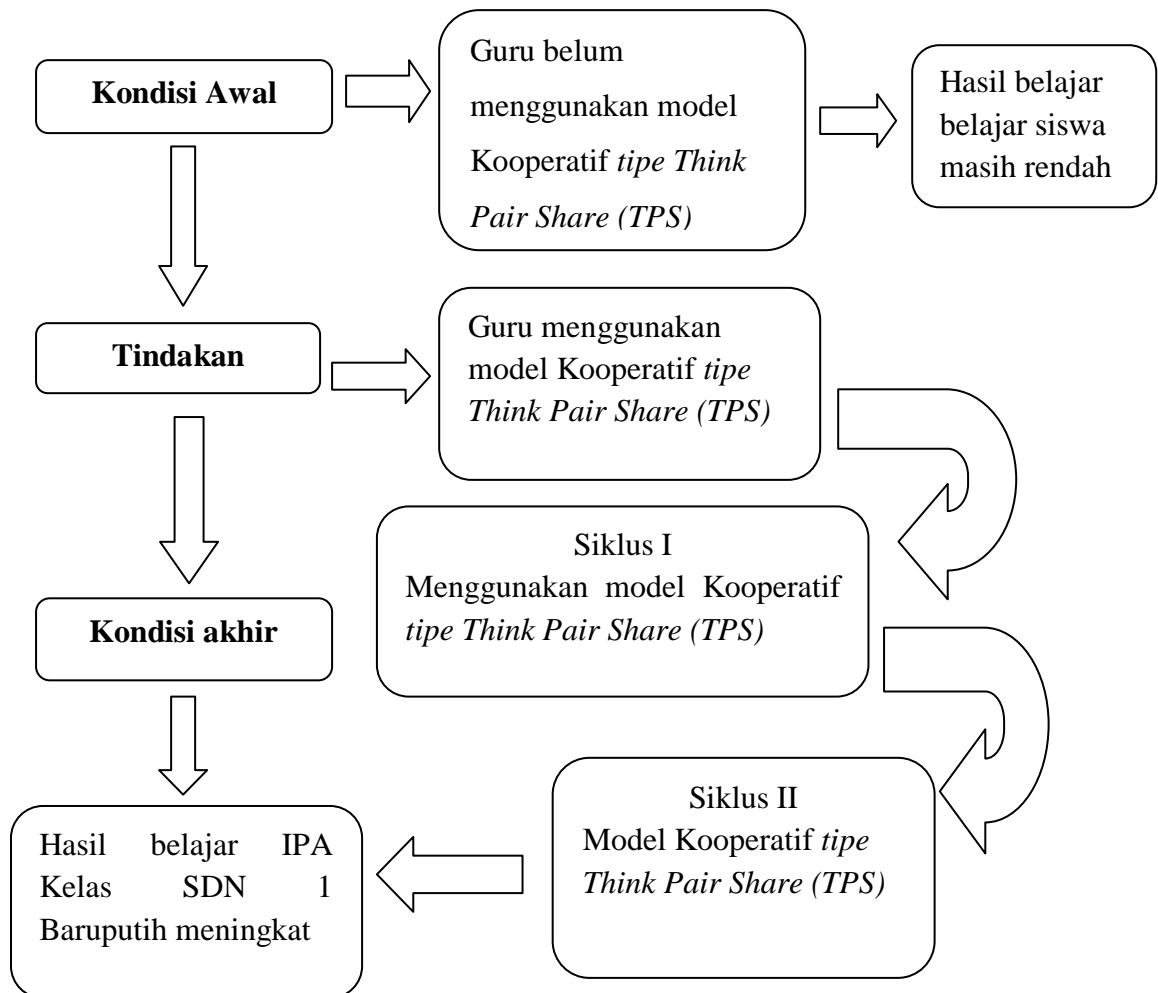 Kondisi Awal
Guru belum
menggunakan model
Kooperatif tipe Think
Pair Share (TPS)
Hasil belajar
belajar siswa
masih rendah
Tindakan
Guru menggunakan
model Kooperatif tipe
Think Pair Share (TPS)
Siklus I
Menggunakan model Kooperatif
tipe Think Pair Share (TPS)
Kondisi akhir
Siklus II
Model Kooperatif tipe
Think Pair Share (TPS)
Hasil belajar IPA
Kelas SDN 1
Baruputih meningkat